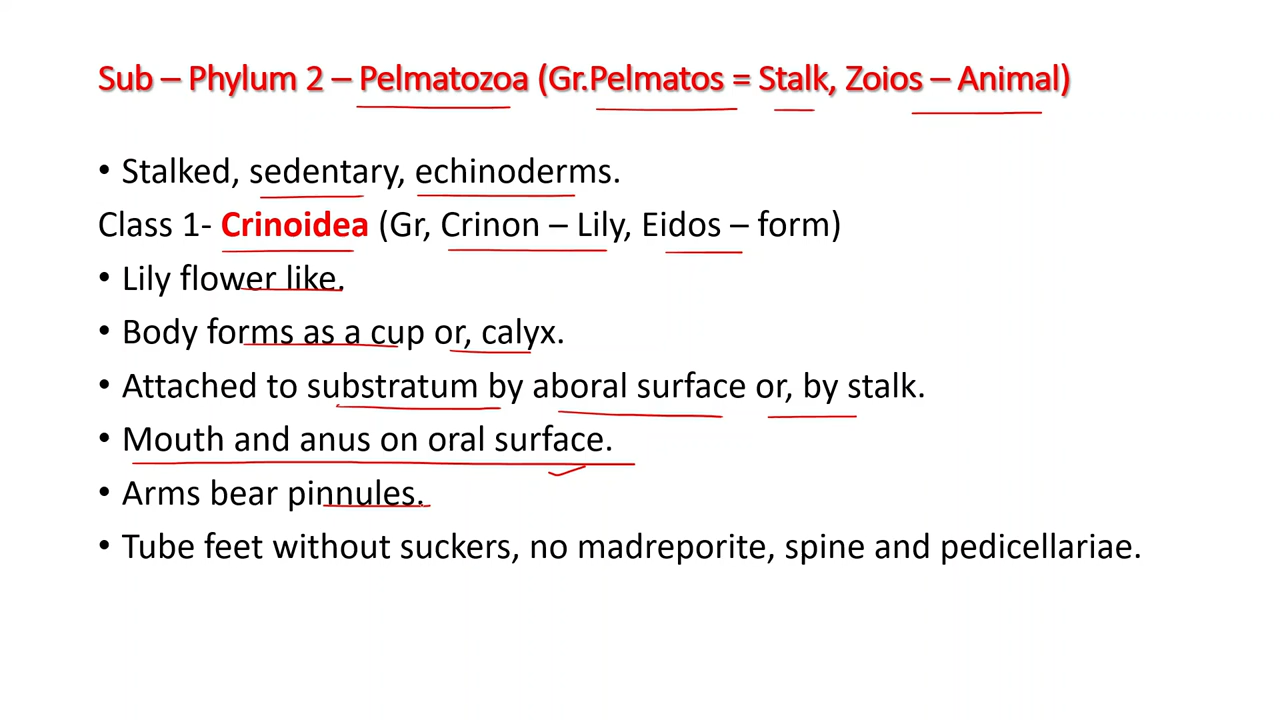 Sub – Phylum 2 – Pelmatozoa (Gr.Pelmatos = Stalk, Zoios – Animal)
• Stalked, sedentary, echinoderms.
Class 1- Crinoidea (Gr, Crinon – Lily, Eidos – form)
• Lily flower like.
• Body forms as a cup or, calyx.
• Attached to substratum by aboral surface or, by stalk.
• Mouth and anus on oral surface.
• Arms bear pinnules.
• Tube feet without suckers, no madreporite, spine and pedicellariae.